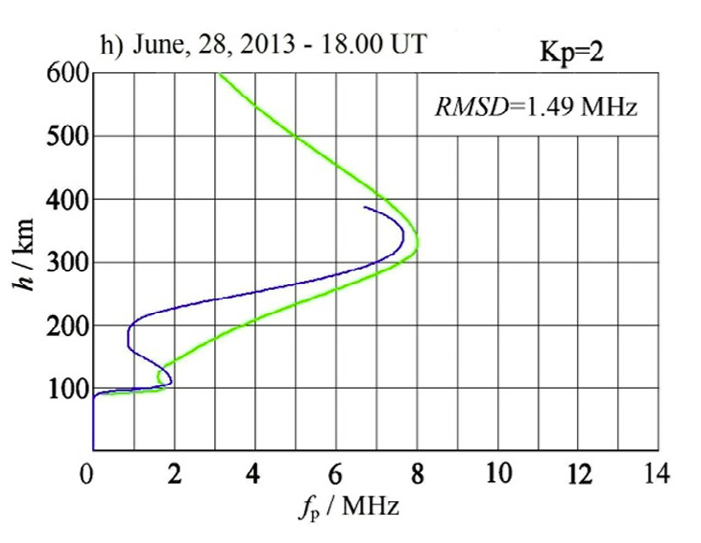 h) June, 28, 2013 - 18.00 UT
Kp=2
RMSD=1.49 MHz
600
500
400
300
200
100
h / km
0 2 4 6 8 10 12 14
fp / MHz